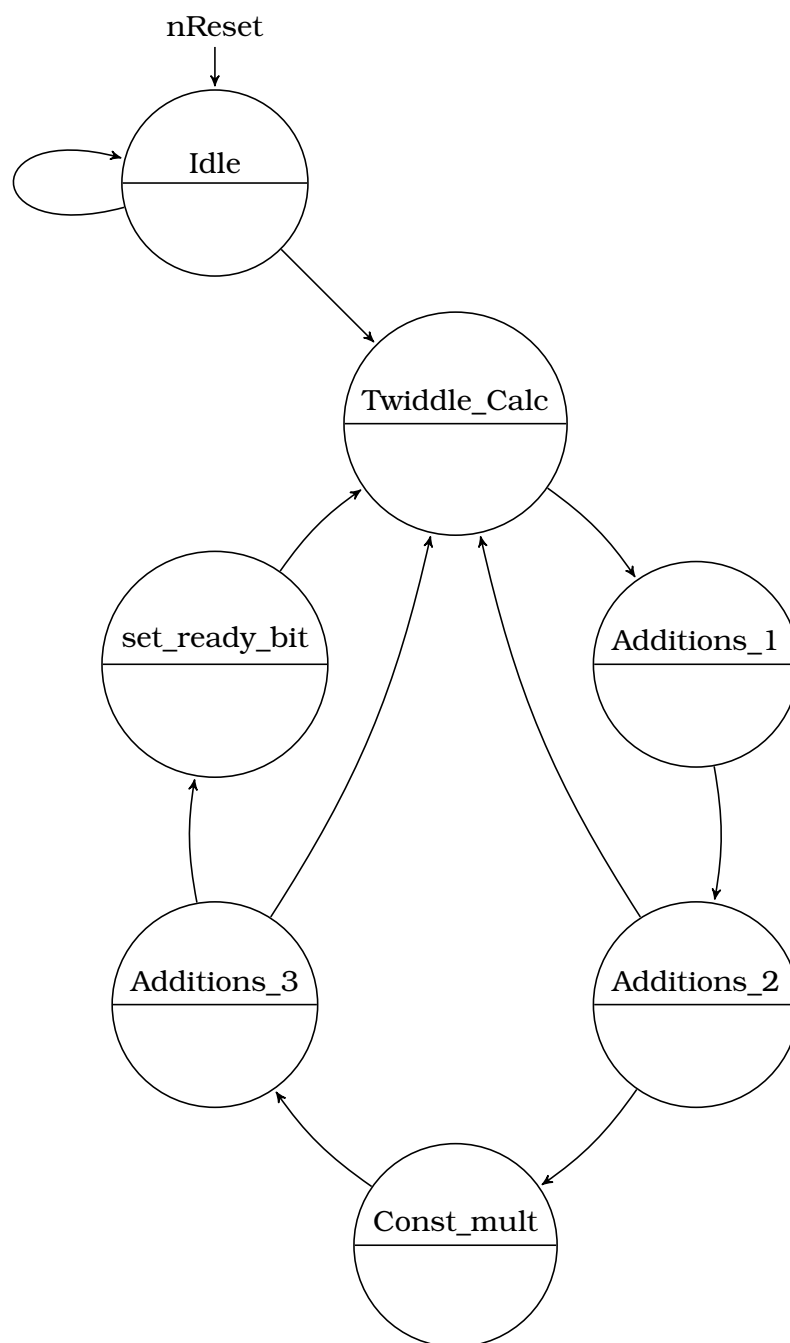 nReset
Idle
Twiddle_Calc
set_ready_bit
Additions_1
Additions_3
Additions_2
Const_mult